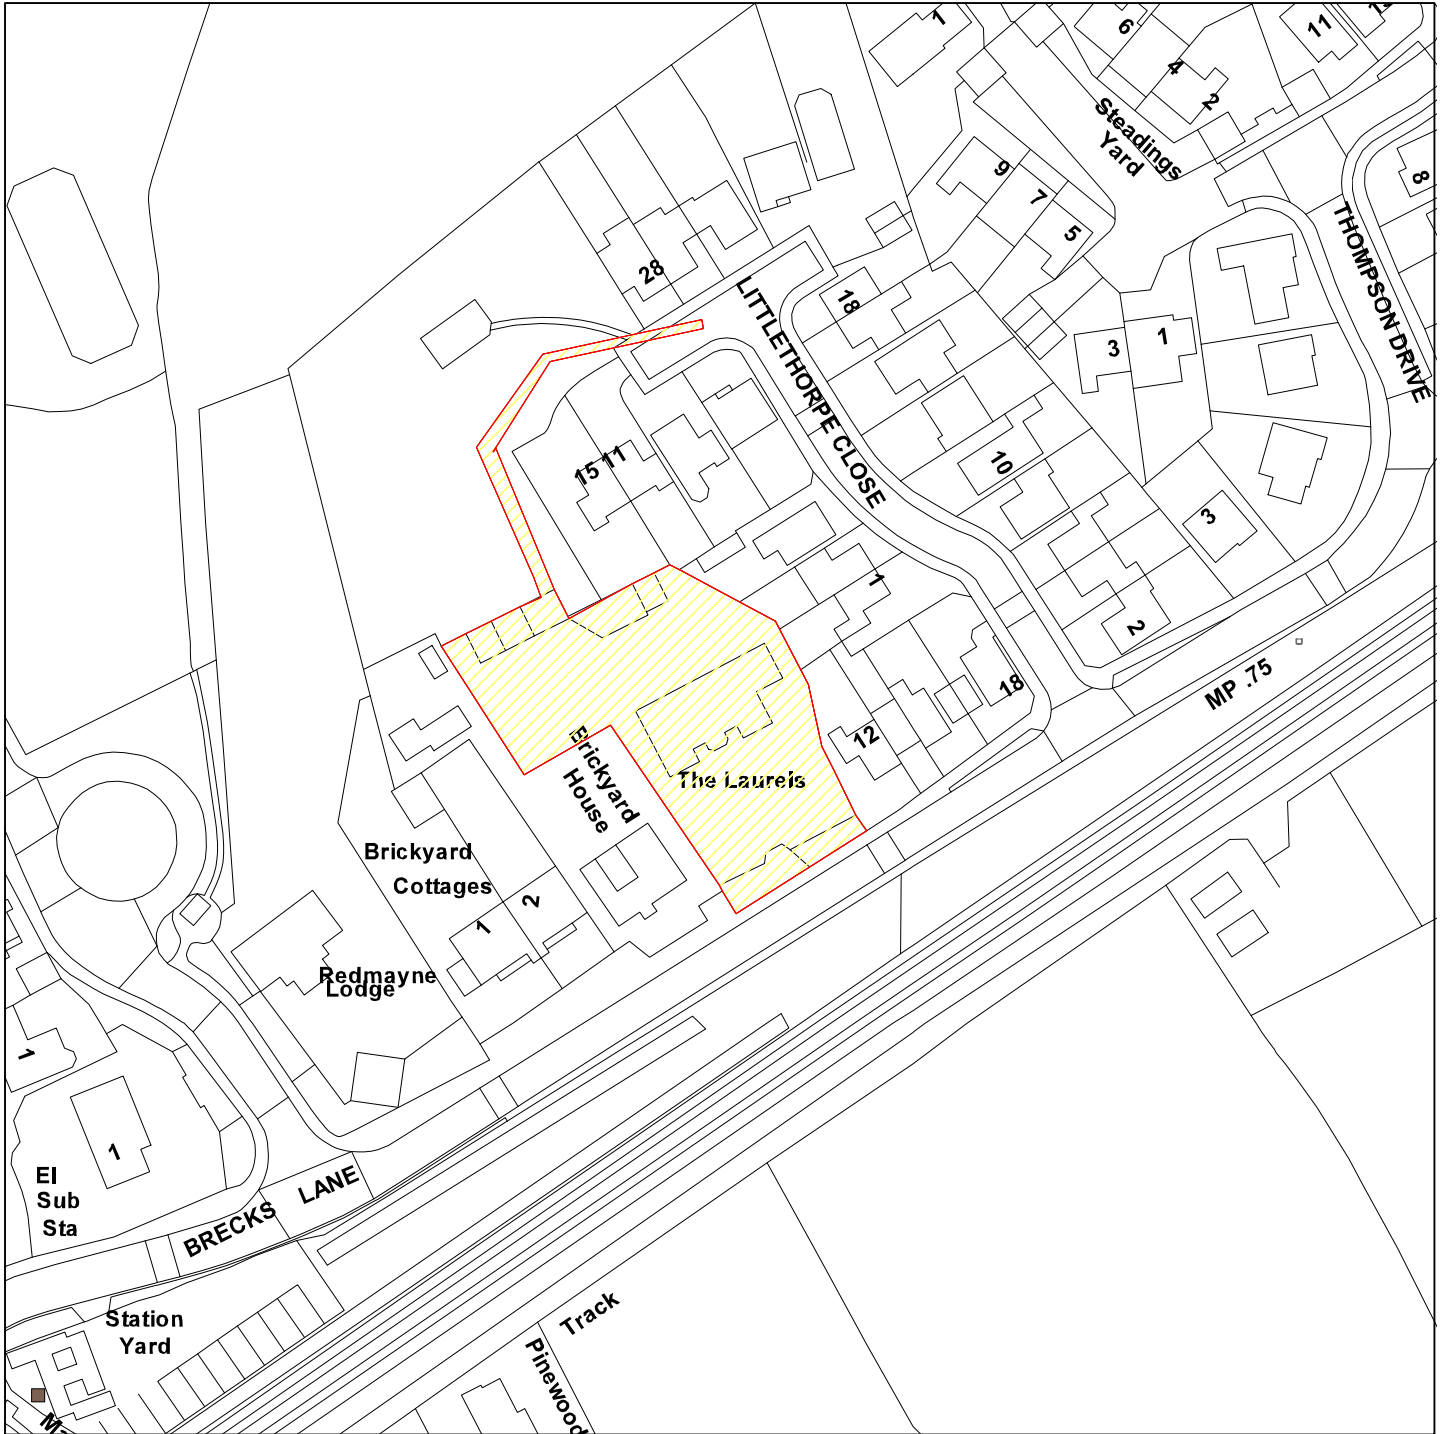 1
6
11
4
2
Steadings
Yard
9
7
5
8
THOMPSON DRIVE
28
LITTLETHORPE CLOSE
18
3
1
15 11
10
3
1
2
18
MP .75
12
Brickyard
House
The Laurels
Brickyard
Cottages
2
1
Redmayne
Lodge
1
1
El
Sub
Sta
BRECKS LANE
Station
Yard
Track
Pinewood